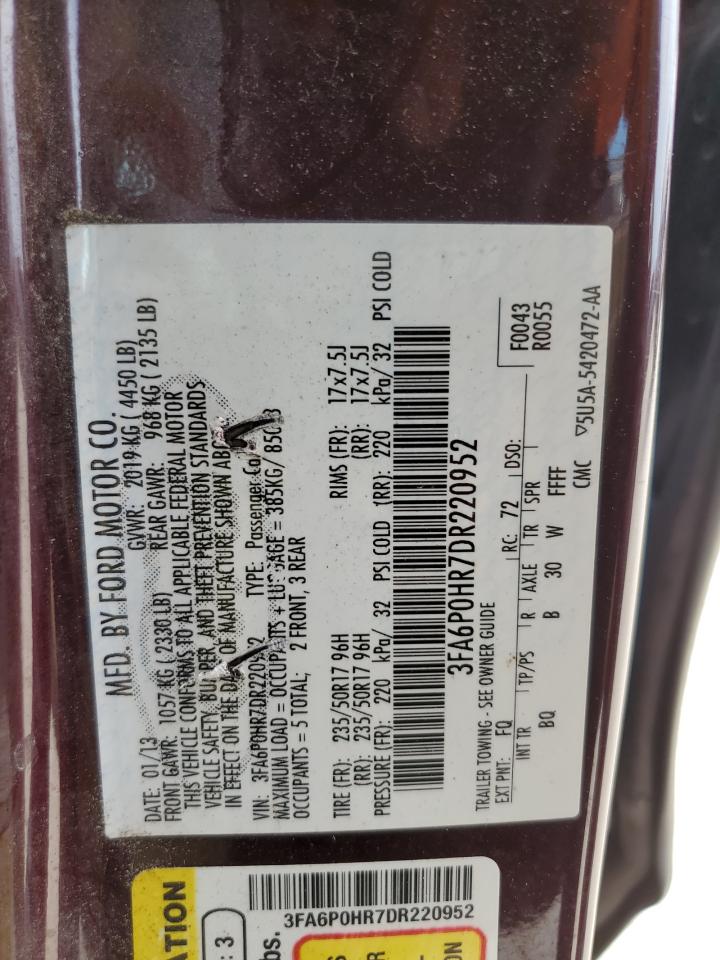 MFD. BY FORD MOTOR CO.
DATE: 01/13 GVWR: 2019 KG ( 4450 LB)
FRONT GAWR: 1057 KG ( 2330 LB) REAR GAWR: 968 KG ( 2135 LB)
THIS VEHICLE CONFORMS TO ALL APPLICABLE FEDERAL MOTOR
VEHICLE SAFETY, BUMPER, AND THEFT PREVENTION STANDARDS
IN EFFECT ON THE DATE OF MANUFACTURE SHOWN
VIN: 3FA6P0HR7DR220952 TYPE: Passenger Car
MAXIMUM LOAD = OCCUPANTS + LUGGAGE = 385KG/
OCCUPANTS = 5 TOTAL; 2 FRONT, 3 REAR
TIRE (FR): 235/50R17 96H RIMS (FR): 17x7.5J
(RR): 235/50R17 96H (RR): 17x7.5J
PRESSURE (FR): 220 kPa/ 32 PSI COLD (RR): 220 kPa/ 32 PSI COLD
3FA6P0HR7DR220952
TRAILER TOWING - SEE OWNER GUIDE
EXT PNT: FQ RC: 72 DSO: F0043
R0055
INT TR TP/PS R AXLE TR SPR
BQ B 30 W FFFF
CMC ▽5U5A-5420472-AA
3FA6P0HR7DR220952
: 3